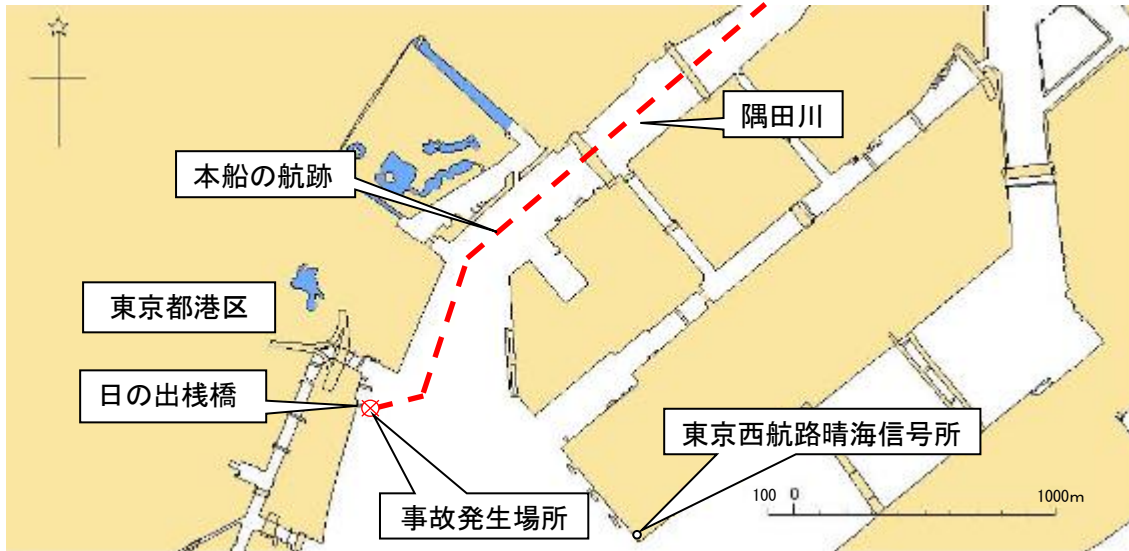 隅田川
本船の航跡
東京都港区
日の出桟橋
東京西航路晴海信号所
事故発生場所
100 0 1000m